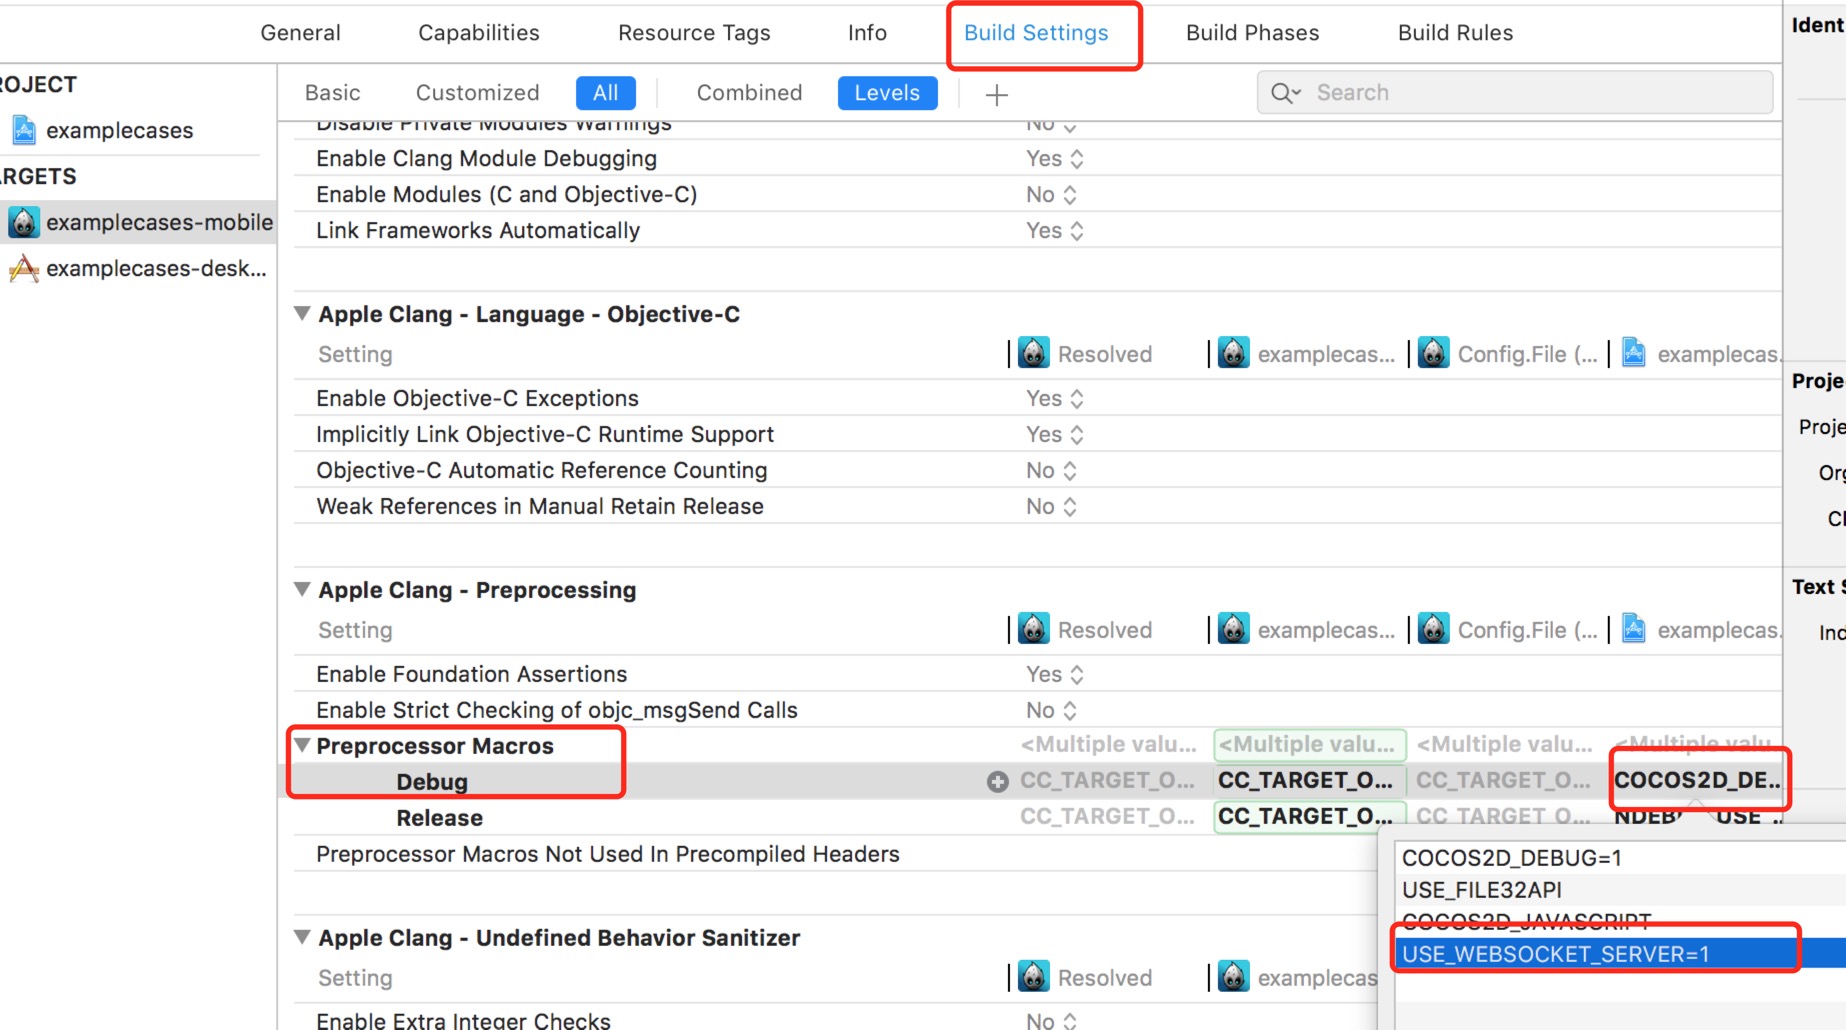 General Capabilities Resource Tags Info Build Settings Build Phases Build Rules
Ident
ROJECT
examplecases
ARGETS
examplecases-mobile
examplecases-desk...
Basic Customized All Combined Levels + Search
Disable Private Modules Warnings No
Enable Clang Module Debugging Yes
Enable Modules (C and Objective-C) No
Link Frameworks Automatically Yes
Apple Clang - Language - Objective-C
Setting Resolved examplecas... Config.File (... examplecas.
Enable Objective-C Exceptions Yes
Implicitly Link Objective-C Runtime Support Yes
Objective-C Automatic Reference Counting No
Weak References in Manual Retain Release No
Apple Clang - Preprocessing
Setting Resolved examplecas... Config.File (... examplecas.
Enable Foundation Assertions Yes
Enable Strict Checking of objc_msgSend Calls No
Preprocessor Macros <Multiple valu... <Multiple valu... <Multiple valu... <Multiple valu
Debug CC_TARGET_O... CC_TARGET_O... CC_TARGET_O... COCOS2D_DE..
Release CC_TARGET_O... CC_TARGET_O... CC_TARGET_O... NDEB USE_..
Preprocessor Macros Not Used In Precompiled Headers
COCOS2D_DEBUG=1
USE_FILE32API
COCOS2D_JAVASCRIPT
USE_WEBSOCKET_SERVER=1
Apple Clang - Undefined Behavior Sanitizer
Setting Resolved examplecas
Enable Extra Integer Checks No
Proje
Proje
Org
Cl
Text S
Ind